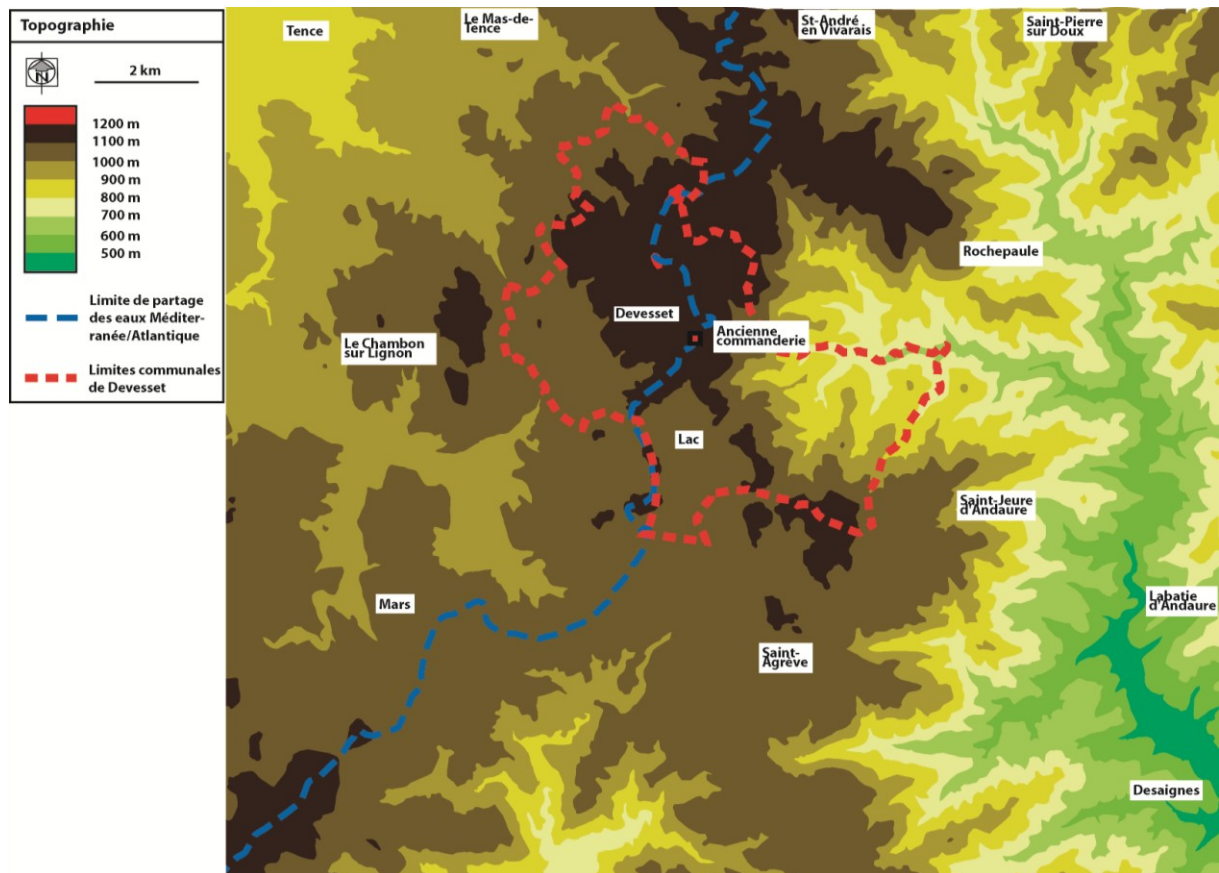 Topographie
N
2 km
1200 m
1100 m
1000 m
900 m
800 m
700 m
600 m
500 m
Limite de partage
des eaux Méditer-
ranée/Atlantique
Limites communales
de Devesset
Tence
Le Mas-de-
Tence
St-André
en Vivarais
Saint-Pierre
sur Doux
Rochepaule
Devesset
Ancienne
commanderie
Le Chambon
sur Lignon
Lac
Saint-Jeure
d'Andaure
Mars
Labatie
d'Andaure
Saint-
Agrève
Desaignes